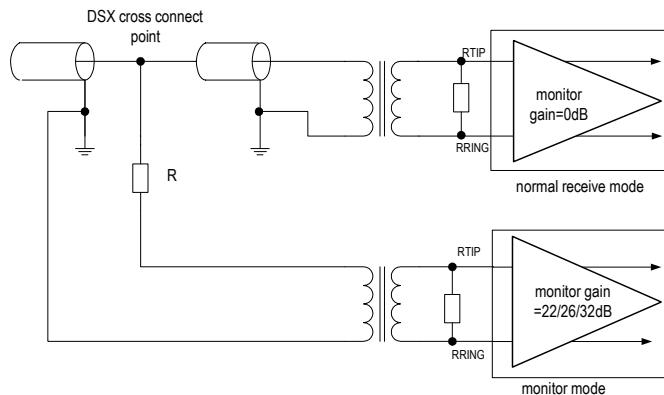 DSX cross connect
point
RTIP
monitor
gain=0dB
RRING
normal receive mode
R
RTIP
monitor gain
=22/26/32dB
RRING
monitor mode